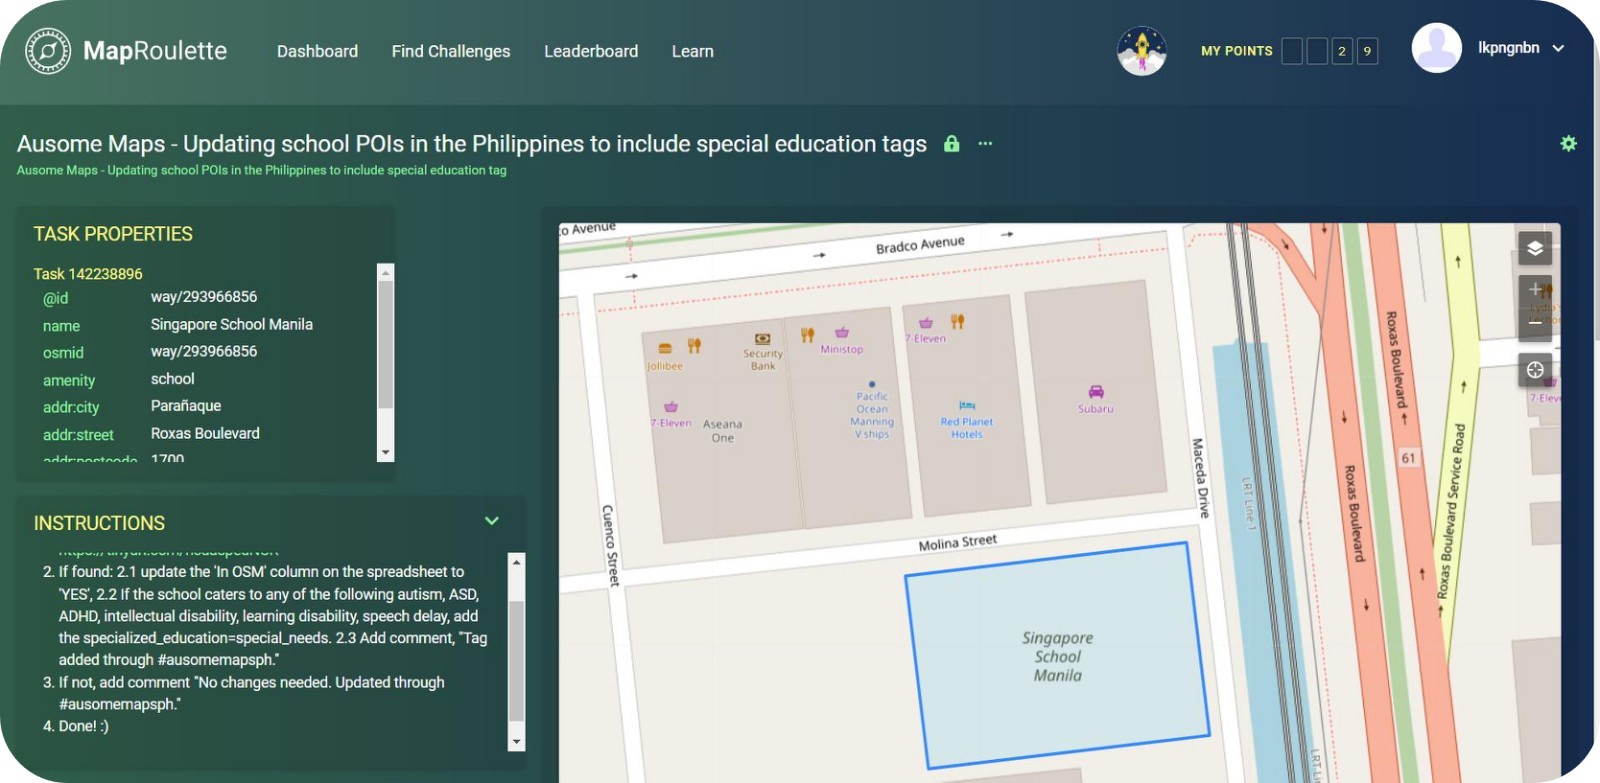 MapRoulette
Dashboard
Find Challenges
Leaderboard
Learn
MY POINTS 2 9
lkpngnbn
Ausome Maps - Updating school POIs in the Philippines to include special education tags
Ausome Maps - Updating school POIs in the Philippines to include special education tag
TASK PROPERTIES
Task 142238896
@id way/293966856
name Singapore School Manila
osmid way/293966856
amenity school
addr:city Parañaque
addr:street Roxas Boulevard
addr:postcode 1700
INSTRUCTIONS
2. If found: 2.1 update the 'In OSM' column on the spreadsheet to
'YES', 2.2 If the school caters to any of the following autism, ASD,
ADHD, intellectual disability, learning disability, speech delay, add
the specialized_education=special_needs. 2.3 Add comment, "Tag
added through #ausomemapsph."
3. If not, add comment "No changes needed. Updated through
#ausomemapsph."
4. Done! :)
co Avenue
Bradco Avenue
Jollibee
Security
Bank
Ministop
7-Eleven
7-Eleven
Aseana
One
Pacific
Ocean
Manning
V.ships
Red Planet
Hotels
Subaru
Cuenco Street
Molina Street
Maceda Drive
LRT Line 1
Roxas Boulevard
Roxas Boulevard
61
Roxas Boulevard Service Road
7-Eleve
Singapore
School
Manila
LRT Li